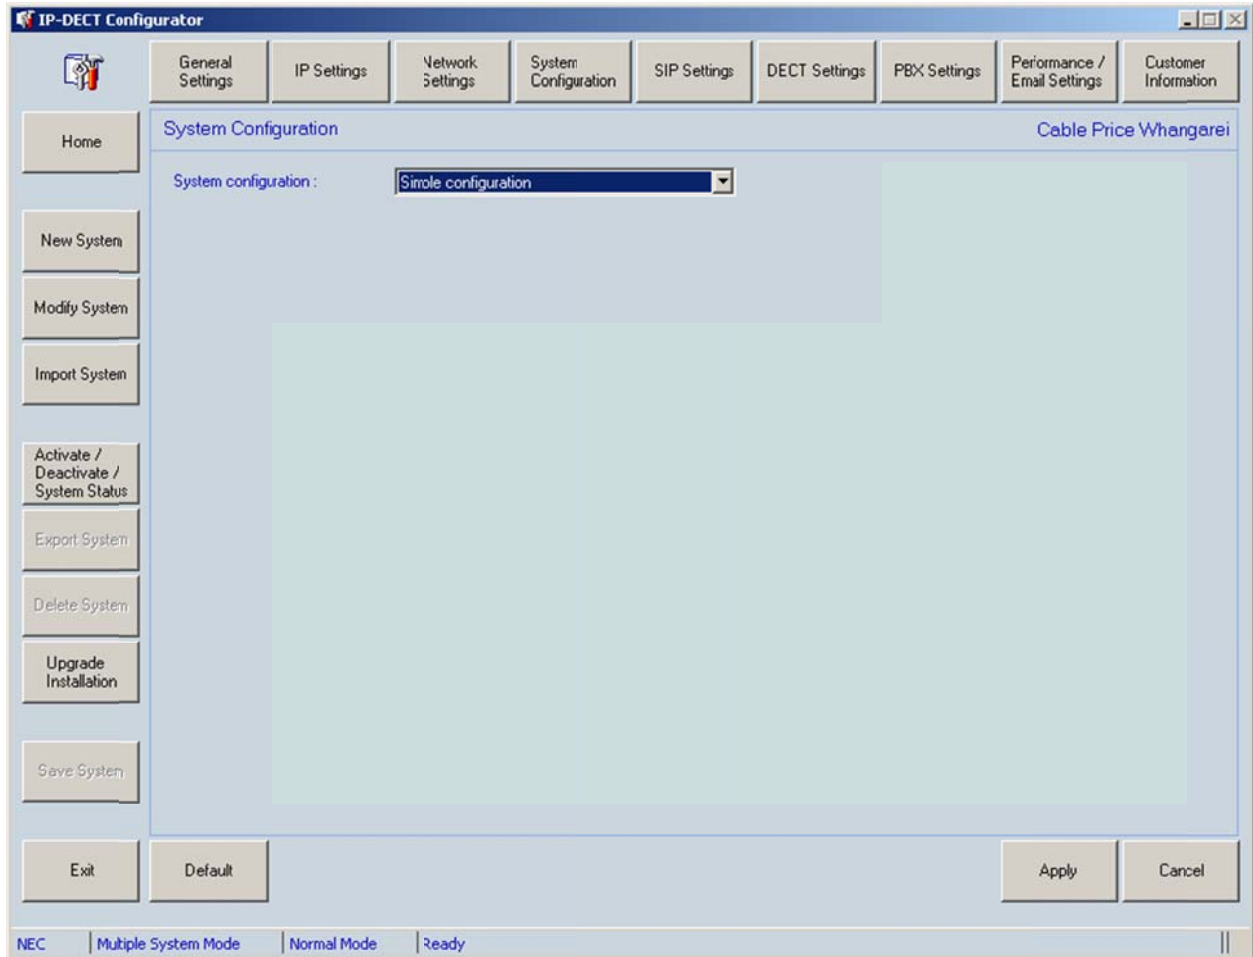 IP-DECT Configurator
General Settings
IP Settings
Network Settings
System Configuration
SIP Settings
DECT Settings
PBX Settings
Performance / Email Settings
Customer Information
Home
System Configuration
Cable Price Whangarei
System configuration :
Simple configuration
New System
Modify System
Import System
Activate / Deactivate / System Status
Export System
Delete System
Upgrade Installation
Save System
Exit
Default
Apply
Cancel
NEC
Multiple System Mode
Normal Mode
Ready